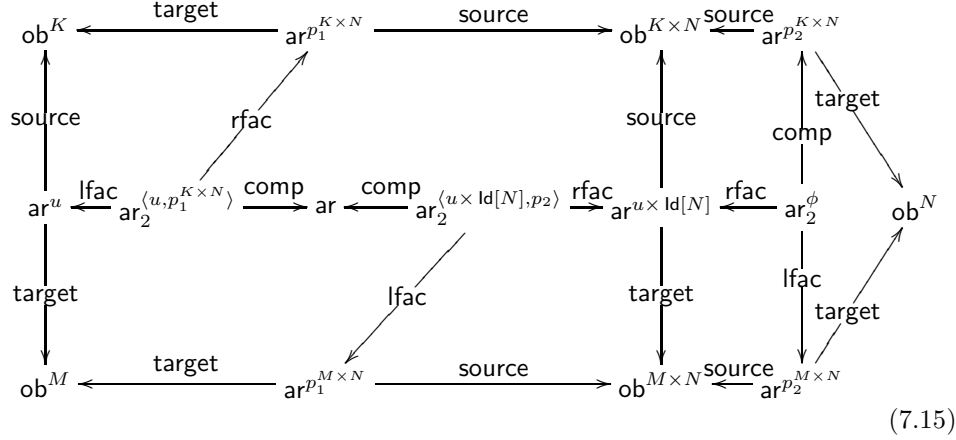 target source source
ob^K ar^{p_1^{K×N}} ob^{K×N} ar^{p_2^{K×N}}
target
source rfac source comp
lfac comp comp rfac rfac
ar^u ar_2^{⟨u,p_1^{K×N}⟩} ar ar_2^{⟨u×Id[N],p_2⟩} ar^{u×Id[N]} ar_2^ϕ ob^N
target lfac target lfac
target
target source source
ob^M ar^{p_1^{M×N}} ob^{M×N} ar^{p_2^{M×N}}
(7.15)